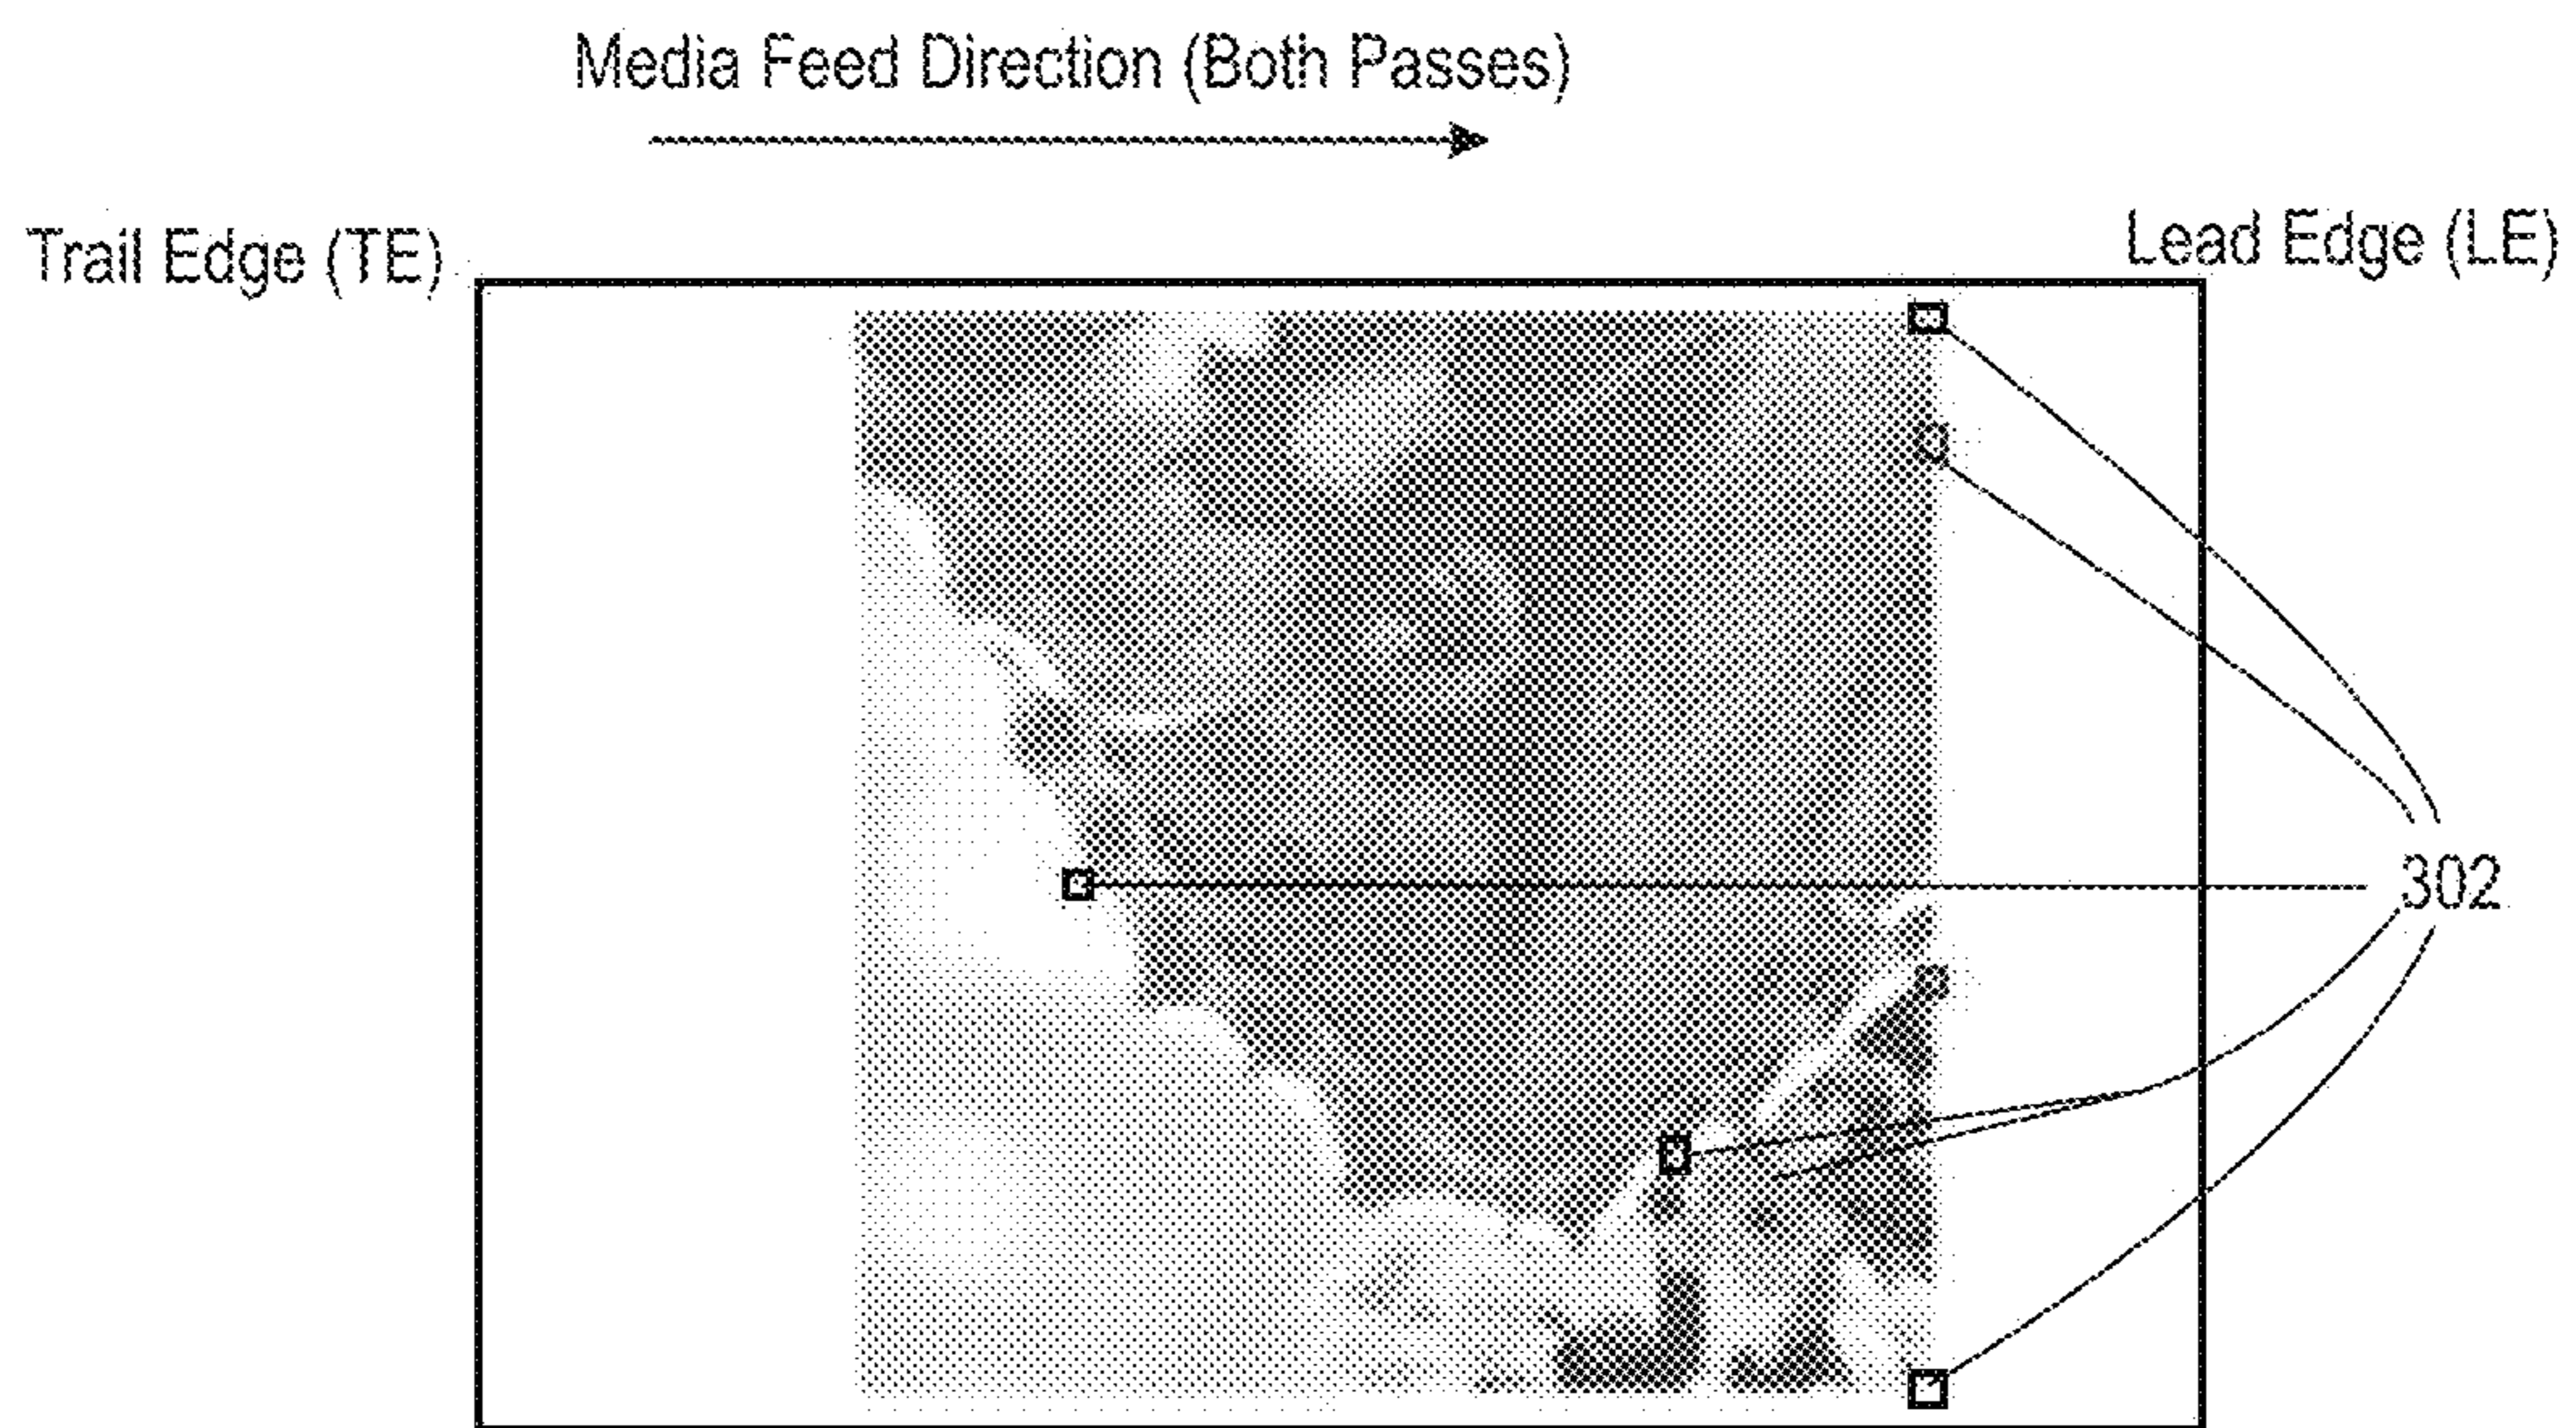 Media Feed Direction (Both Passes)
Trail Edge (TE)
Lead Edge (LE)
302